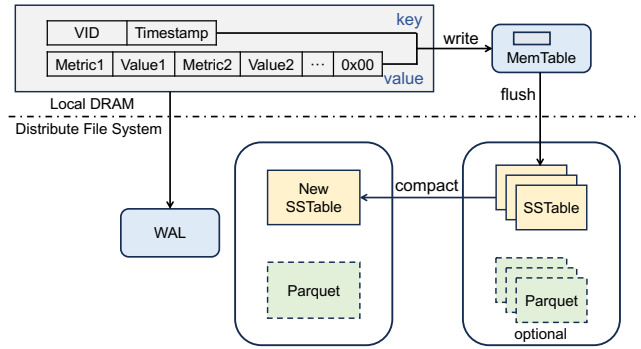 key
VID Timestamp
write
Metric1 Value1 Metric2 Value2 ... 0x00
value
MemTable
Local DRAM
flush
Distribute File System
New
SSTable
compact
SSTable
WAL
Parquet
Parquet
optional